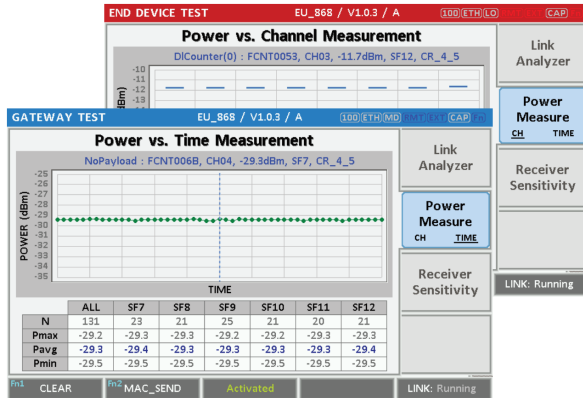 END DEVICE TEST EU_868 / V1.0.3 / A 100 ETH LO CAP
Power vs. Channel Measurement
DlCounter(0) : FCNT0053, CH03, -11.7dBm, SF12, CR_4_5
-10
-11
-12
-13
dBm)
Link Analyzer
Power Measure
CH TIME
Receiver Sensitivity
LINK: Running
GATEWAY TEST EU_868 / V1.0.3 / A 100 ETH MD RMT EXT CAP Fn
Power vs. Time Measurement
NoPayload : FCNT006B, CH04, -29.3dBm, SF7, CR_4_5
-25
-26
-27
-28
-29
-30
-31
-32
-33
-34
-35
POWER (dBm)
TIME
ALL SF7 SF8 SF9 SF10 SF11 SF12
N 131 23 21 25 21 20 21
Pmax -29.2 -29.3 -29.3 -29.2 -29.2 -29.3 -29.3
Pavg -29.3 -29.4 -29.3 -29.3 -29.3 -29.3 -29.4
Pmin -29.5 -29.5 -29.5 -29.5 -29.5 -29.5 -29.5
Link
Analyzer
Power
Measure
CH TIME
Receiver
Sensitivity
Fn1 CLEAR Fn2 MAC_SEND Activated LINK: Running